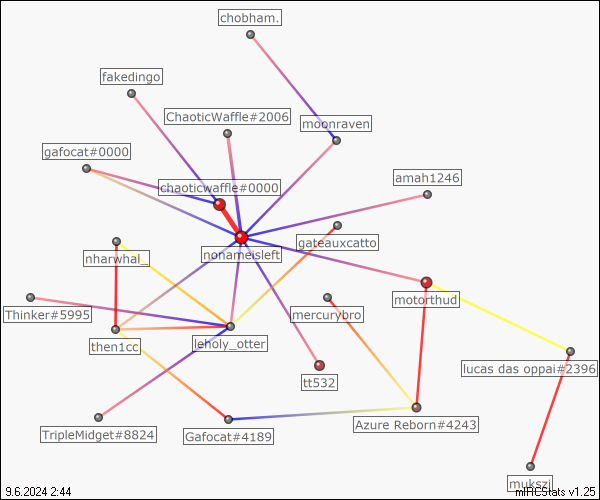 chobham.
fakedingo
ChaoticWaffle#2006
moonraven
gafocat#0000
amah1246
chaoticwaffle#0000
gateauxcatto
nonameisleft
nharwhal_
motorthud
mercurybro
Thinker#5995
leholy_otter
then1cc
lucas das oppai#2396
tt532
Azure Reborn#4243
TripleMidget#8824
Gafocat#4189
mukszi
9.6.2024 2:44
mIRCStats v1.25